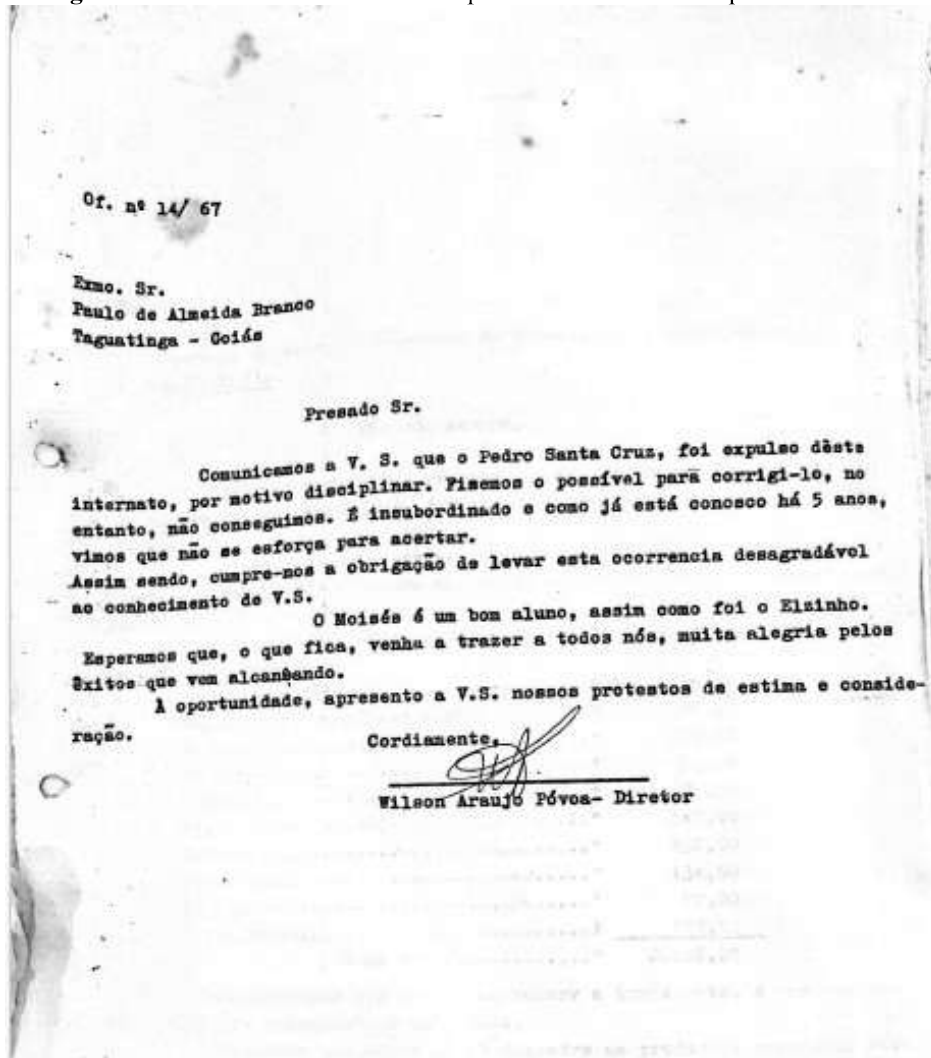 Of. nº 14/ 67
Exmo. Sr.
Paulo de Almeida Branco
Taguatinga - Goiás
Presado Sr.
Comunicamos a V. S. que o Pedro Santa Cruz, foi expulso dêste
internato, por motivo disciplinar. Fisemos o possível para corrigi-lo, no
entanto, não conseguimos. É insubordinado e como já está conosco há 5 anos,
vimos que não se esforça para acertar.
Assim sendo, cumpre-nos a obrigação de levar esta ocorrencia desagradável
ao conhecimento de V.S.
O Moisés é um bom aluno, assim como foi o Elzinho.
Esperamos que, o que fica, venha a trazer a todos nós, muita alegria pelos
êxitos que vem alcançando.
À oportunidade, apresento a V.S. nossos protestos de estima e conside-
ração.
Cordiamente,
Wilson Araujo Póvoa- Diretor